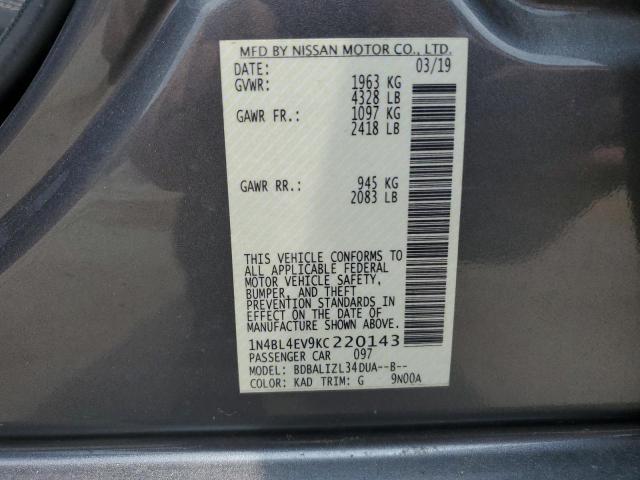 MFD BY NISSAN MOTOR CO., LTD.
DATE: 03/19
GVWR: 1963 KG
4328 LB
GAWR FR.: 1097 KG
2418 LB
GAWR RR.: 945 KG
2083 LB
THIS VEHICLE CONFORMS TO
ALL APPLICABLE FEDERAL
MOTOR VEHICLE SAFETY,
BUMPER, AND THEFT
PREVENTION STANDARDS IN
EFFECT ON THE DATE OF
MANUFACTURE SHOWN ABOVE.
1N4BL4EV9KC220143
PASSENGER CAR 097
MODEL: BDBALIZL34DUA--B--
COLOR: KAD TRIM: G 9N00A